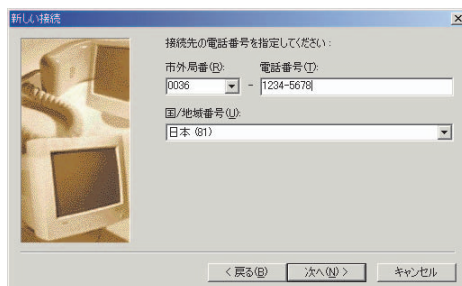 新しい接続
接続先の電話番号を指定してください:
市外局番(R): 電話番号(T):
0036 - 1234-5678
国/地域番号(U):
日本 (81)
< 戻る(B) 次へ(N) > キャンセル